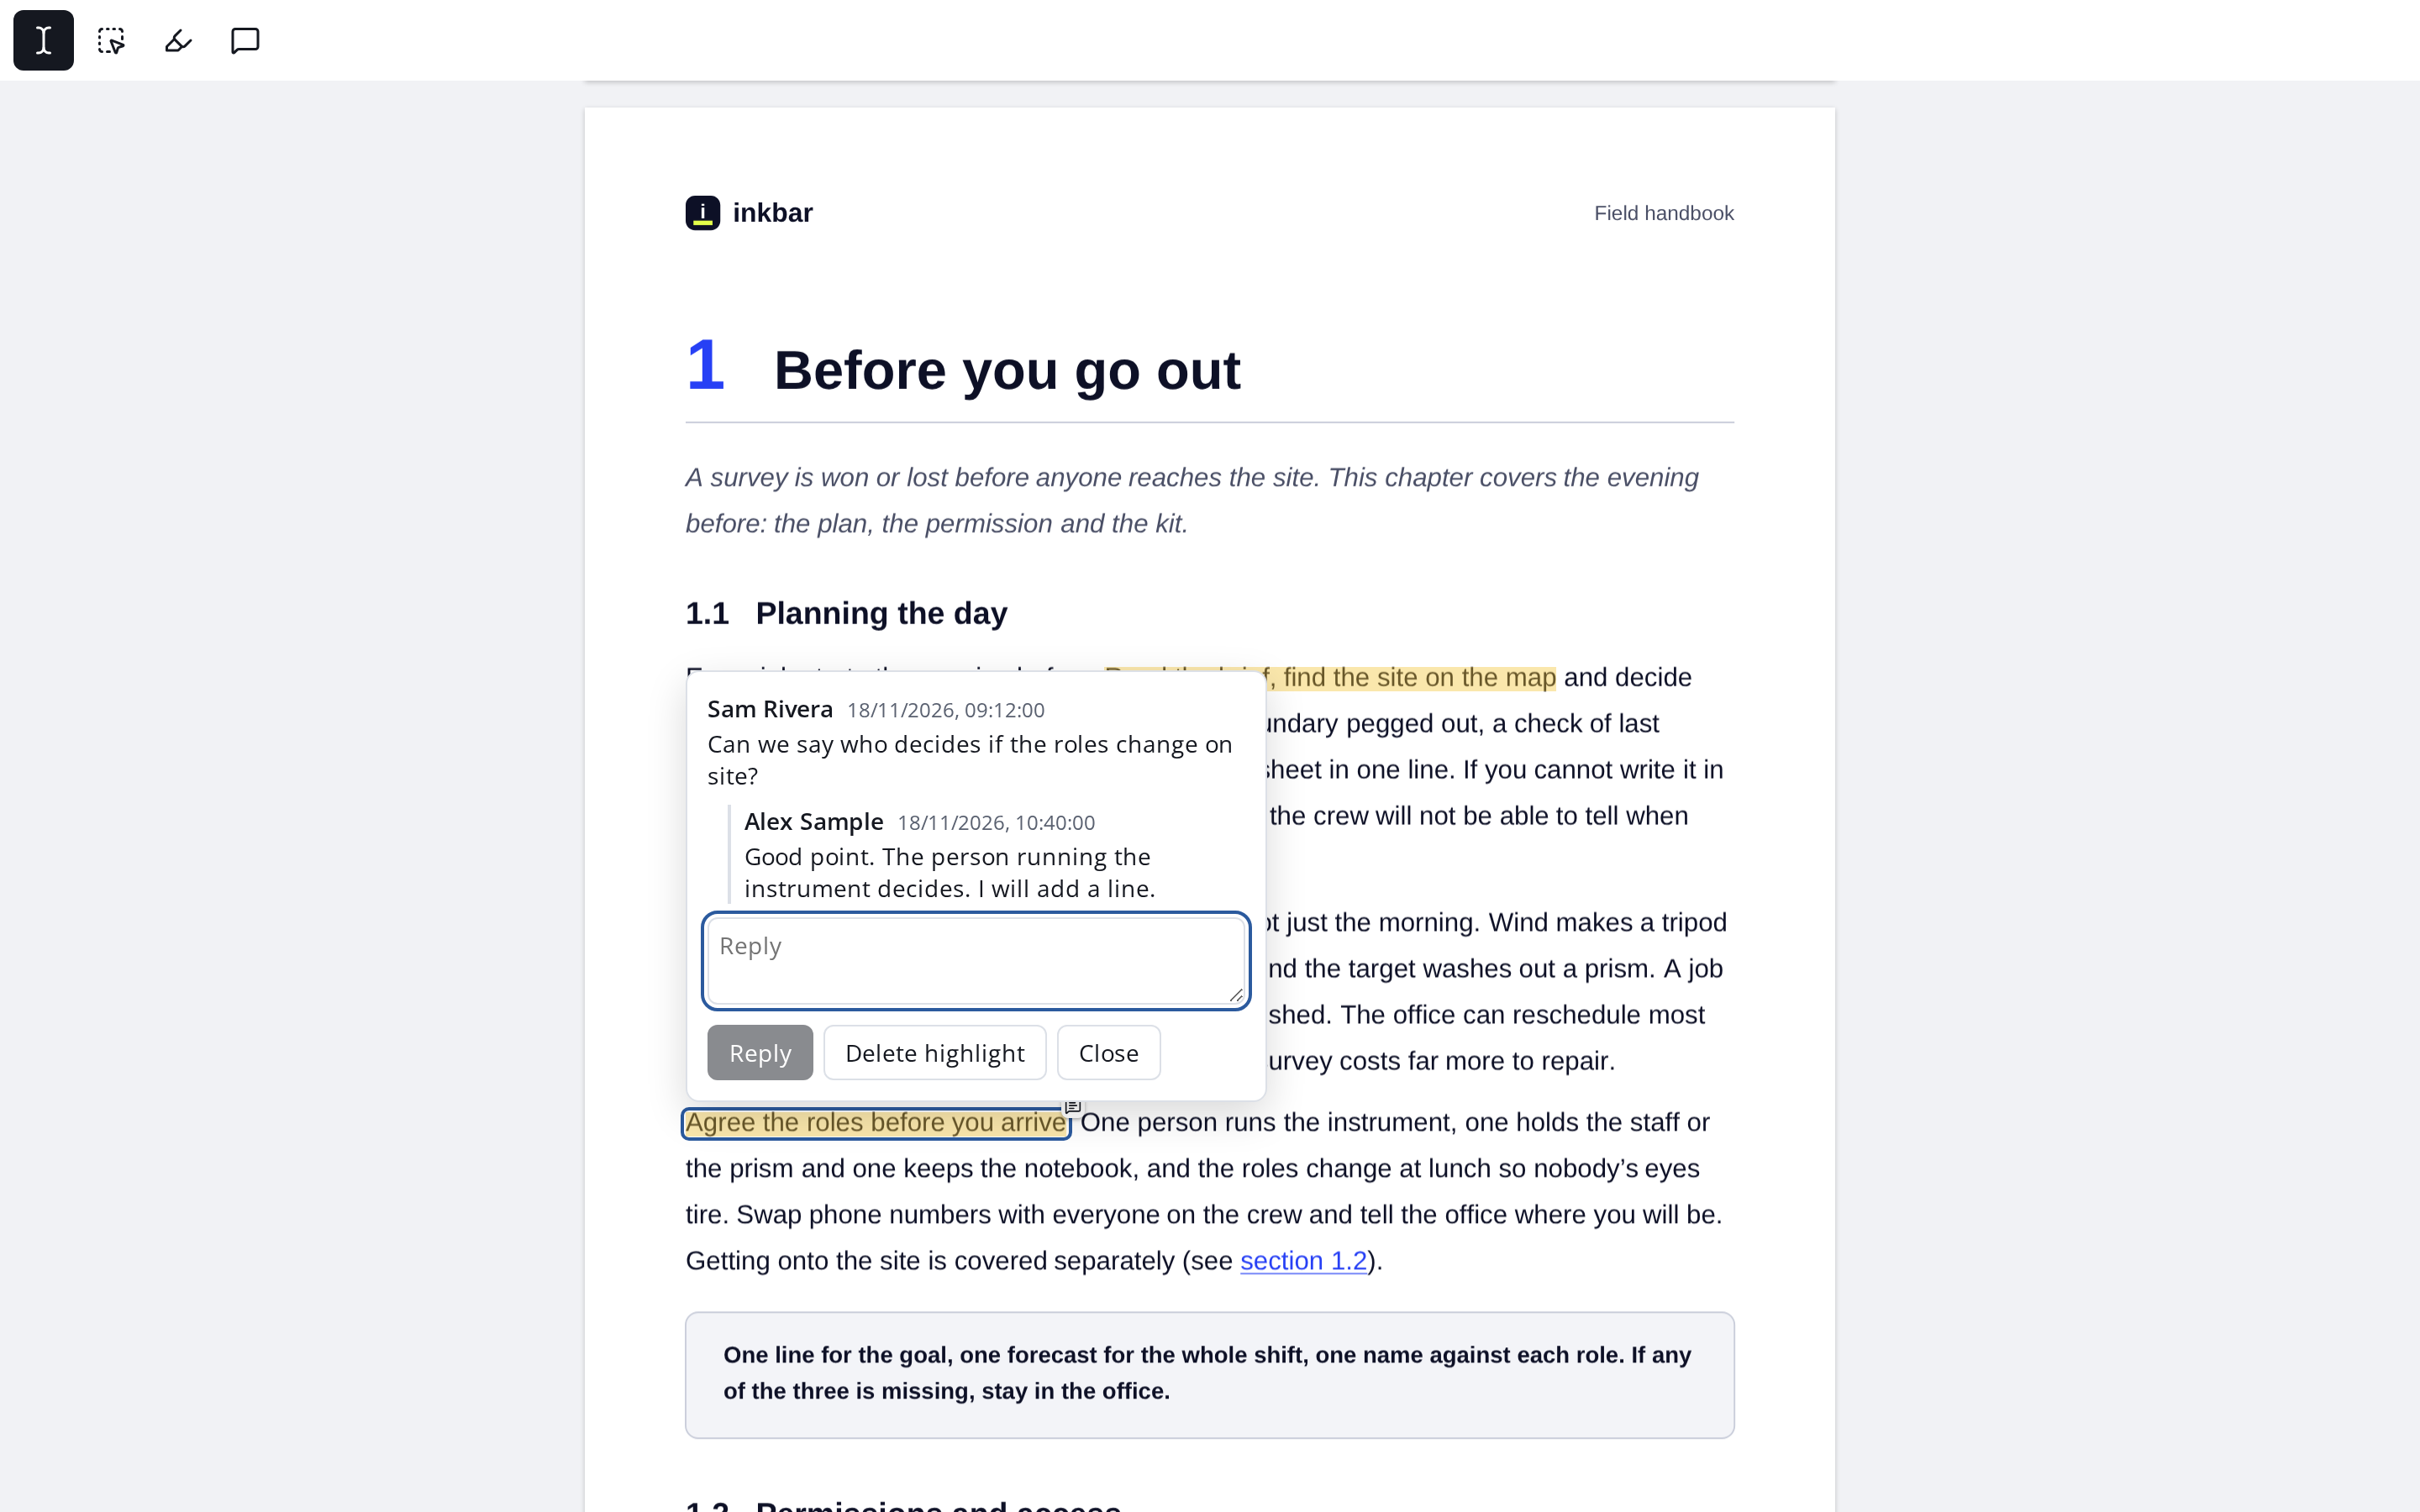 inkbar
Field handbook
1 Before you go out
A survey is won or lost before anyone reaches the site. This chapter covers the evening
before: the plan, the permission and the kit.
1.1 Planning the day
find the site on the map and decide
pegged out, a check of last
sheet in one line. If you cannot write it in
the crew will not be able to tell when
just the morning. Wind makes a tripod
the target washes out a prism. A job
The office can reschedule most
costs far more to repair.
Sam Rivera 18/11/2026, 09:12:00
Can we say who decides if the roles change on
site?
Alex Sample 18/11/2026, 10:40:00
Good point. The person running the
instrument decides. I will add a line.
Reply
Reply Delete highlight Close
Agree the roles before you arrive One person runs the instrument, one holds the staff or
the prism and one keeps the notebook, and the roles change at lunch so nobody’s eyes
tire. Swap phone numbers with everyone on the crew and tell the office where you will be.
Getting onto the site is covered separately (see section 1.2).
One line for the goal, one forecast for the whole shift, one name against each role. If any
of the three is missing, stay in the office.
Permissions and access